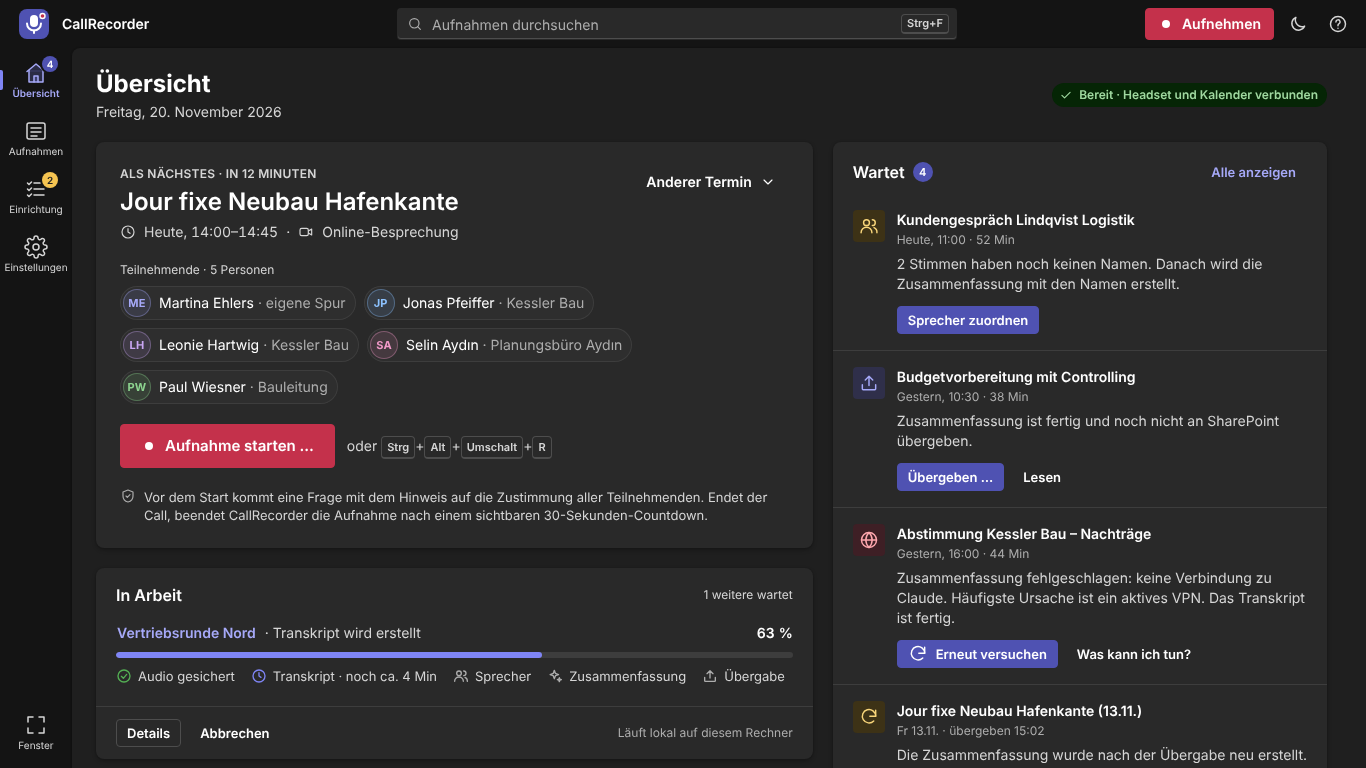 CallRecorder
Aufnahmen durchsuchen
Strg+F
Aufnehmen
4
Übersicht
Aufnahmen
2
Einrichtung
Einstellungen
Fenster
Übersicht
Freitag, 20. November 2026
Bereit · Headset und Kalender verbunden
ALS NÄCHSTES · IN 12 MINUTEN
Anderer Termin
Jour fixe Neubau Hafenkante
Heute, 14:00–14:45 · Online-Besprechung
Teilnehmende · 5 Personen
ME Martina Ehlers · eigene Spur
JP Jonas Pfeiffer · Kessler Bau
LH Leonie Hartwig · Kessler Bau
SA Selin Aydın · Planungsbüro Aydın
PW Paul Wiesner · Bauleitung
Aufnahme starten ...
oder Strg + Alt + Umschalt + R
Vor dem Start kommt eine Frage mit dem Hinweis auf die Zustimmung aller Teilnehmenden. Endet der
Call, beendet CallRecorder die Aufnahme nach einem sichtbaren 30-Sekunden-Countdown.
In Arbeit
1 weitere wartet
Vertriebsrunde Nord · Transkript wird erstellt
63 %
Audio gesichert
Transkript · noch ca. 4 Min
Sprecher
Zusammenfassung
Übergabe
Details
Abbrechen
Läuft lokal auf diesem Rechner
Wartet 4
Alle anzeigen
Kundengespräch Lindqvist Logistik
Heute, 11:00 · 52 Min
2 Stimmen haben noch keinen Namen. Danach wird die
Zusammenfassung mit den Namen erstellt.
Sprecher zuordnen
Budgetvorbereitung mit Controlling
Gestern, 10:30 · 38 Min
Zusammenfassung ist fertig und noch nicht an SharePoint
übergeben.
Übergeben ...
Lesen
Abstimmung Kessler Bau – Nachträge
Gestern, 16:00 · 44 Min
Zusammenfassung fehlgeschlagen: keine Verbindung zu
Claude. Häufigste Ursache ist ein aktives VPN. Das Transkript
ist fertig.
Erneut versuchen
Was kann ich tun?
Jour fixe Neubau Hafenkante (13.11.)
Fr 13.11. · übergeben 15:02
Die Zusammenfassung wurde nach der Übergabe neu erstellt.